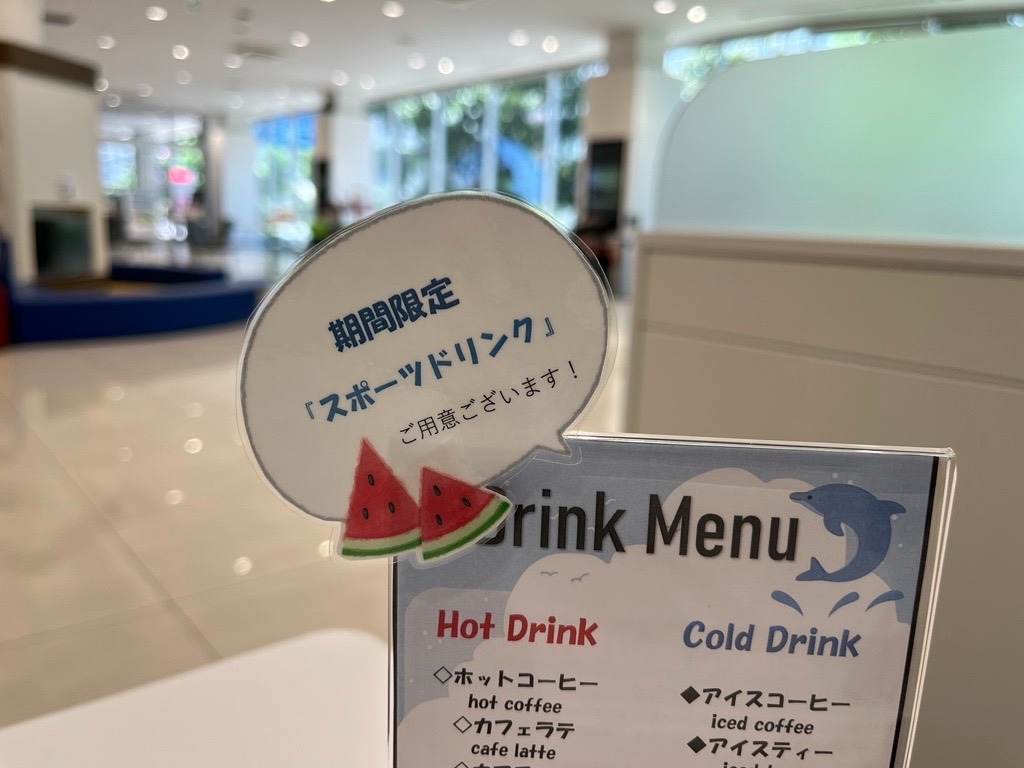 期間限定
『スポーツドリンク』
ご用意ございます！
Drink Menu
Hot Drink
◇ホットコーヒー
hot coffee
◇カフェラテ
cafe latte
Cold Drink
◆アイスコーヒー
iced coffee
◆アイスティー